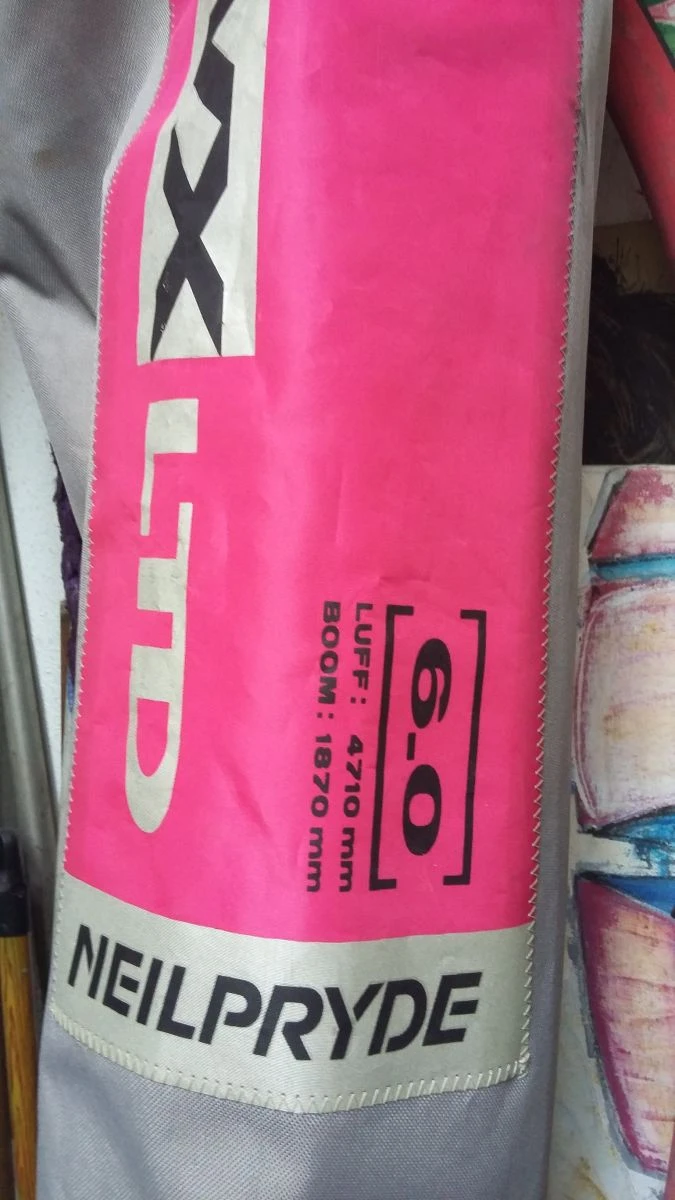 X LTD
[6.0]
LUFF : 4710 mm
BOOM : 1870 mm
NEILPRYDE